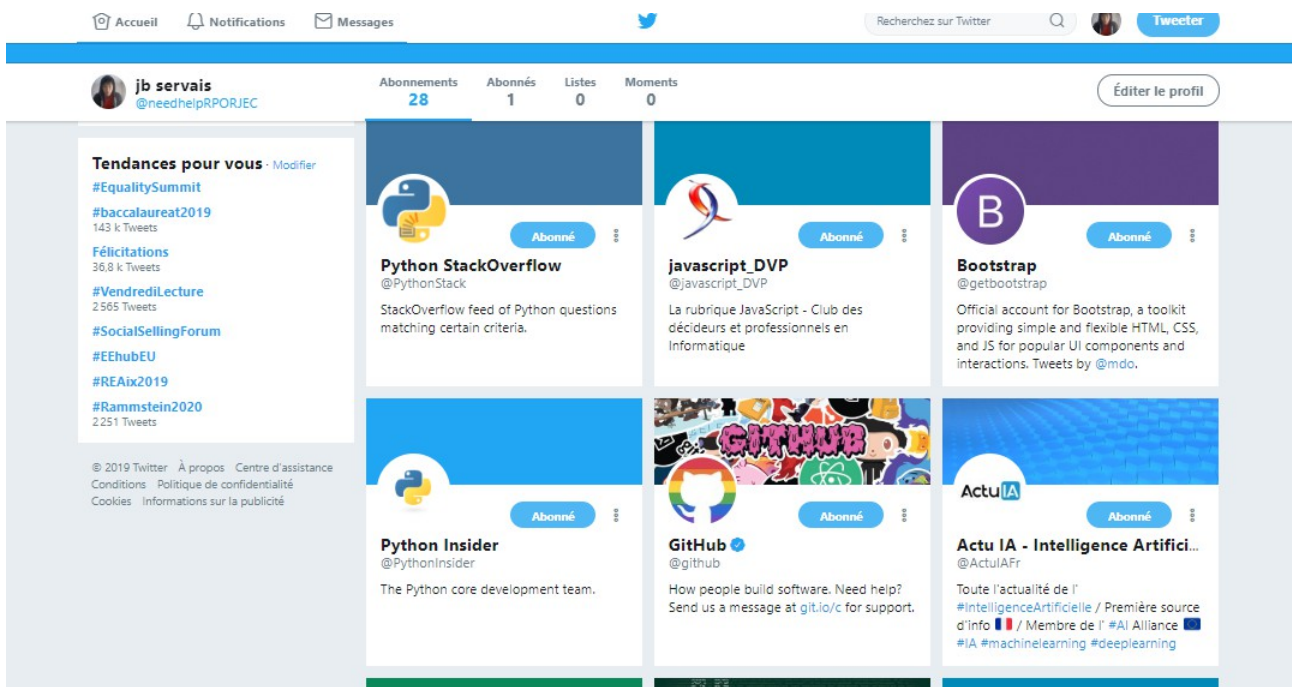 Accueil Notifications Messages Recherchez sur Twitter Tweeter
jb servais
@needhelpRPORJEC
Abonnements Abonnés Listes Moments
28 1 0 0
Éditer le profil
Tendances pour vous · Modifier
#EqualitySummit
#baccalaureat2019
143 k Tweets
Félicitations
36,8 k Tweets
#VendrediLecture
2 565 Tweets
#SocialSellingForum
#EEhubEU
#REAix2019
#Rammstein2020
2 251 Tweets
© 2019 Twitter À propos Centre d'assistance
Conditions Politique de confidentialité
Cookies Informations sur la publicité
Abonné
Python StackOverflow
@PythonStack
StackOverflow feed of Python questions
matching certain criteria.
Abonné
javascript_DVP
@javascript_DVP
La rubrique JavaScript - Club des
décideurs et professionnels en
Informatique
B
Abonné
Bootstrap
@getbootstrap
Official account for Bootstrap, a toolkit
providing simple and flexible HTML, CSS,
and JS for popular UI components and
interactions. Tweets by @mdo.
Abonné
Python Insider
@PythonInsider
The Python core development team.
GITHUB
Abonné
GitHub
@github
How people build software. Need help?
Send us a message at git.io/c for support.
ActuIA
Abonné
Actu IA - Intelligence Artifici...
@ActuIAFr
Toute l'actualité de l'
#IntelligenceArtificielle / Première source
d'info 🇫🇷 / Membre de l' #AI Alliance 🇪🇺
#IA #machinelearning #deeplearning